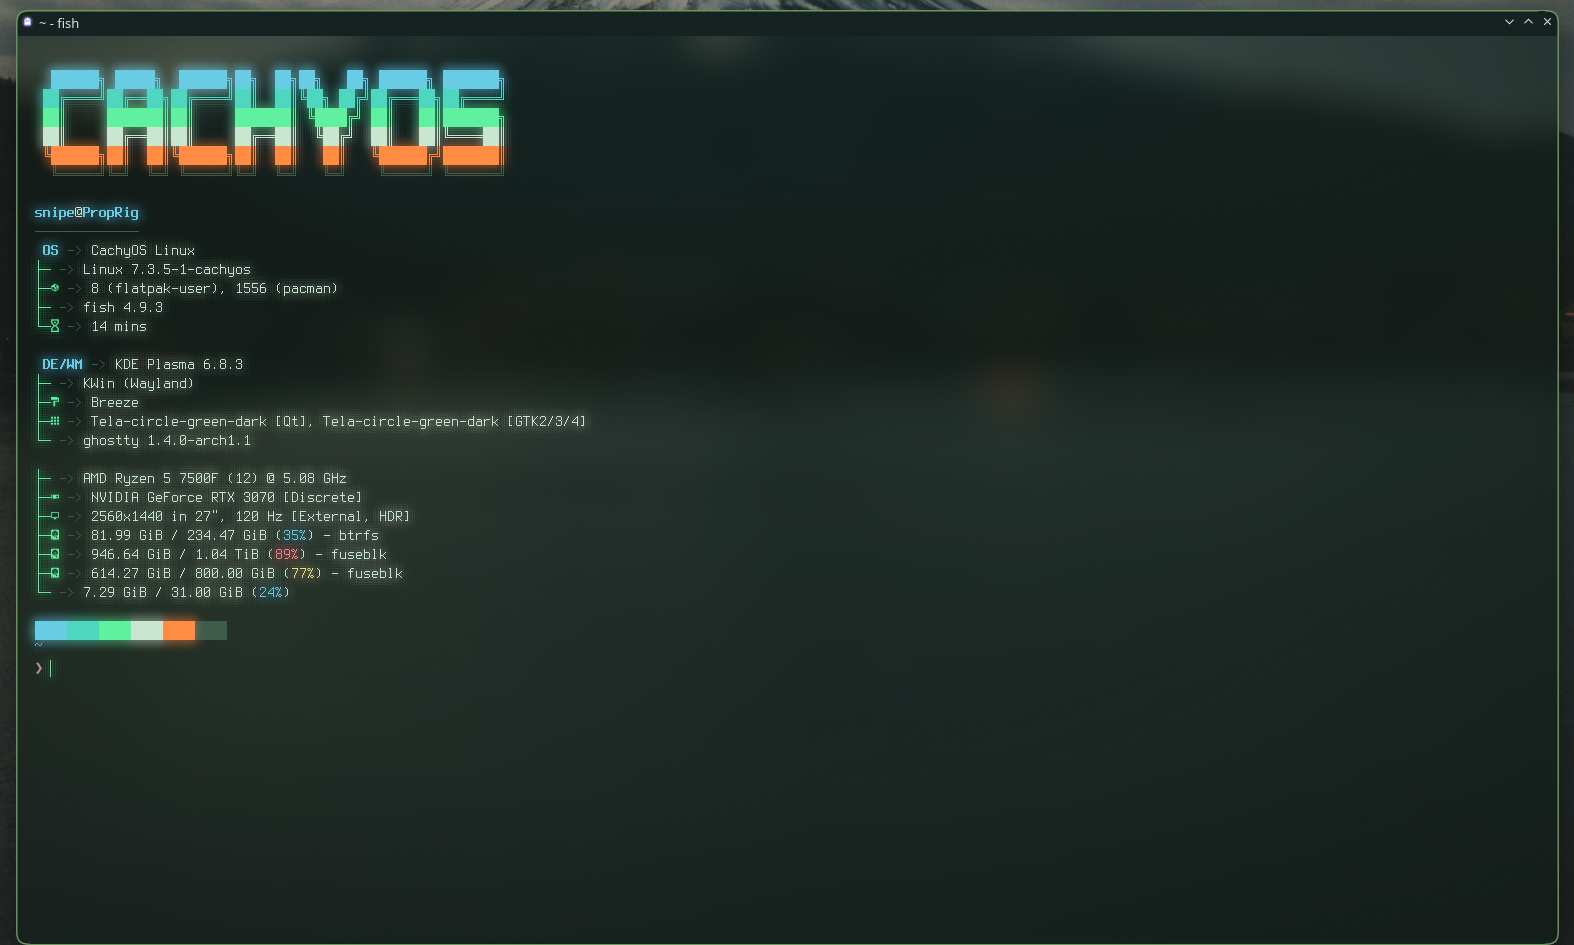 ~ - fish
CACHYOS
snipe@PropRig
OS -> CachyOS Linux
-> Linux 7.3.5-1-cachyos
-> 8 (flatpak-user), 1556 (pacman)
-> fish 4.9.3
-> 14 mins
DE/WM -> KDE Plasma 6.8.3
-> KWin (Wayland)
-> Breeze
-> Tela-circle-green-dark [Qt], Tela-circle-green-dark [GTK2/3/4]
-> ghostty 1.4.0-arch1.1
-> AMD Ryzen 5 7500F (12) @ 5.08 GHz
-> NVIDIA GeForce RTX 3070 [Discrete]
-> 2560x1440 in 27", 120 Hz [External, HDR]
-> 81.99 GiB / 234.47 GiB (35%) - btrfs
-> 946.64 GiB / 1.04 TiB (89%) - fuseblk
-> 614.27 GiB / 800.00 GiB (77%) - fuseblk
-> 7.29 GiB / 31.00 GiB (24%)
~
❯